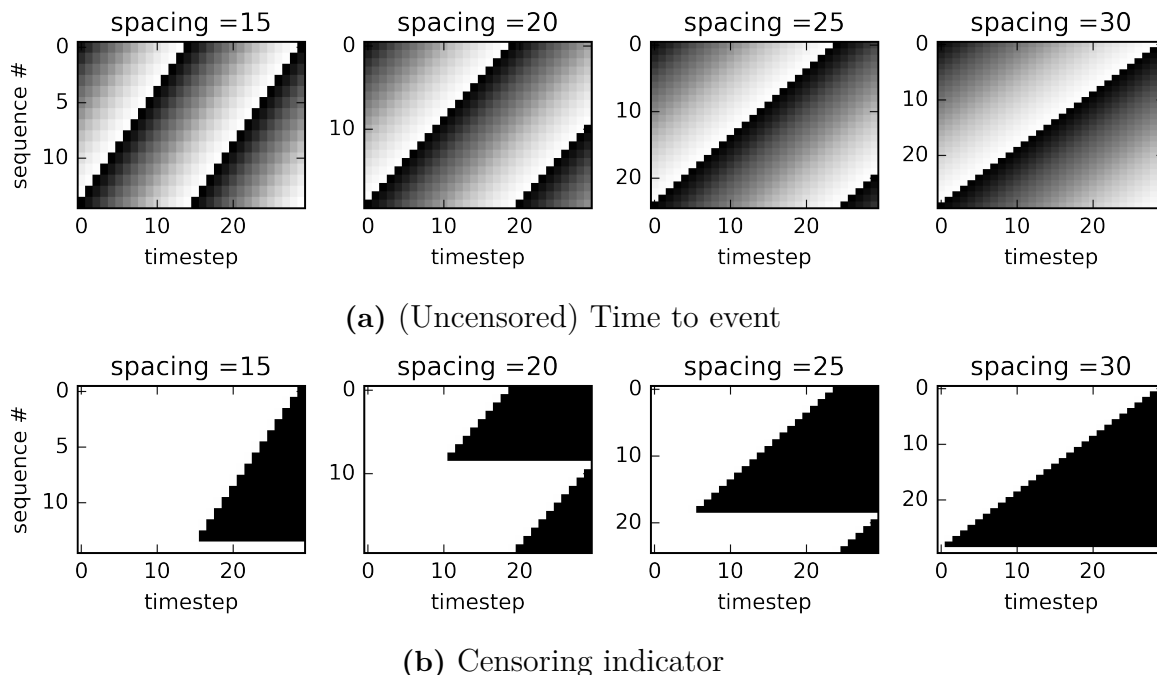 spacing =15 spacing =20 spacing =25 spacing =30
sequence #
0 5 10
0 10
0 10 20
0 10 20
0 10 20 0 10 20 0 10 20 0 10 20
timestep timestep timestep timestep
(a) (Uncensored) Time to event
spacing =15 spacing =20 spacing =25 spacing =30
sequence #
0 5 10
0 10
0 10 20
0 10 20
0 10 20 0 10 20 0 10 20 0 10 20
timestep timestep timestep timestep
(b) Censoring indicator